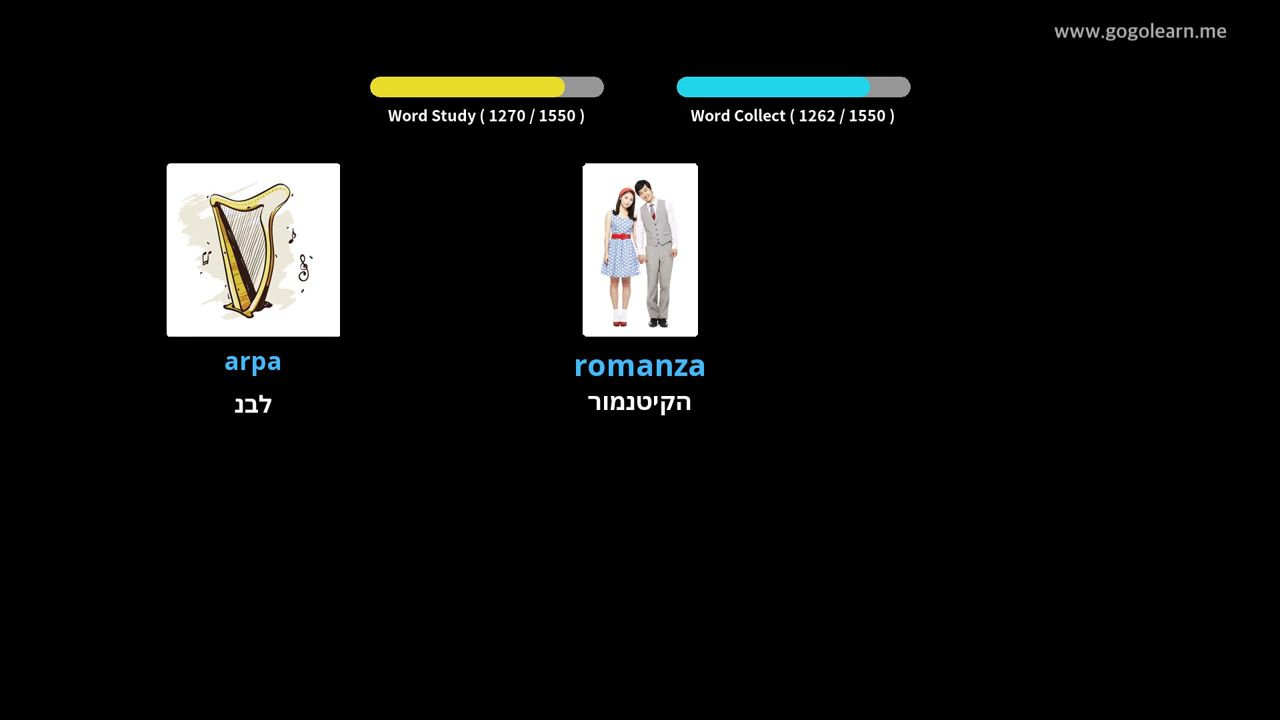 www.gogolearn.me
Word Study ( 1270 / 1550 )
Word Collect ( 1262 / 1550 )
arpa
לבנ
romanza
הקיטנמור